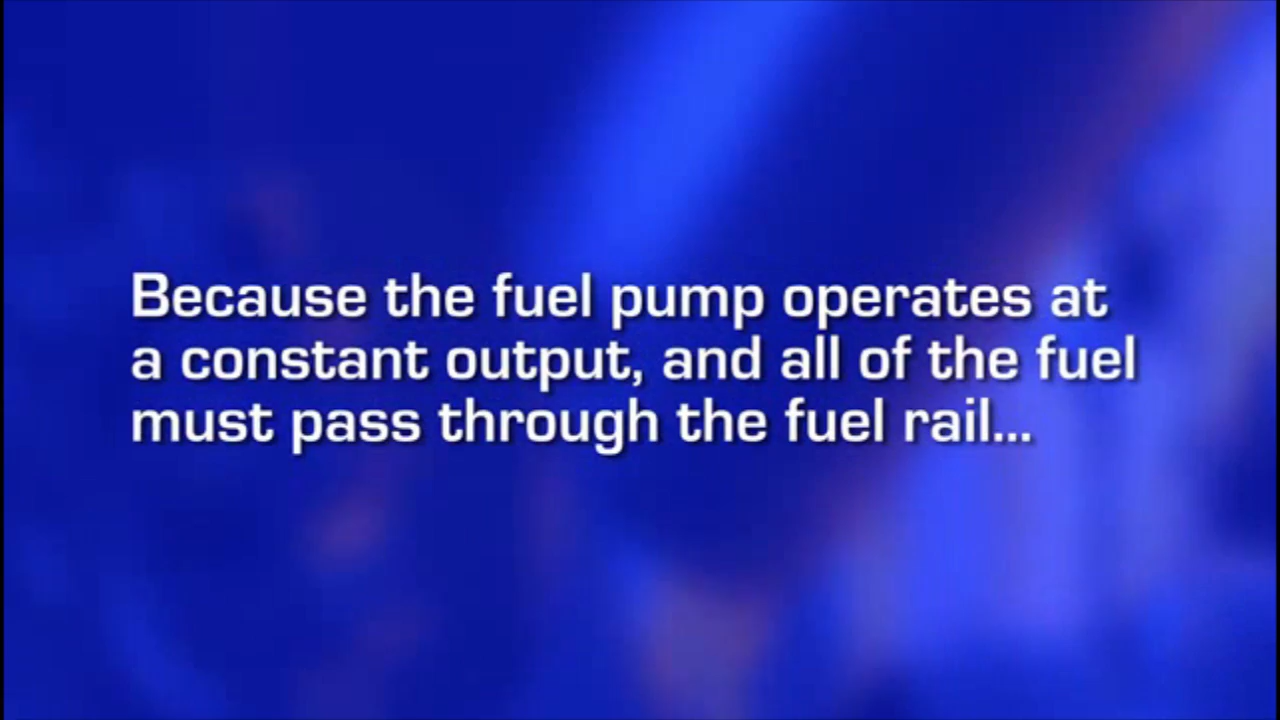 Because the fuel pump operates at
a constant output, and all of the fuel
must pass through the fuel rail...